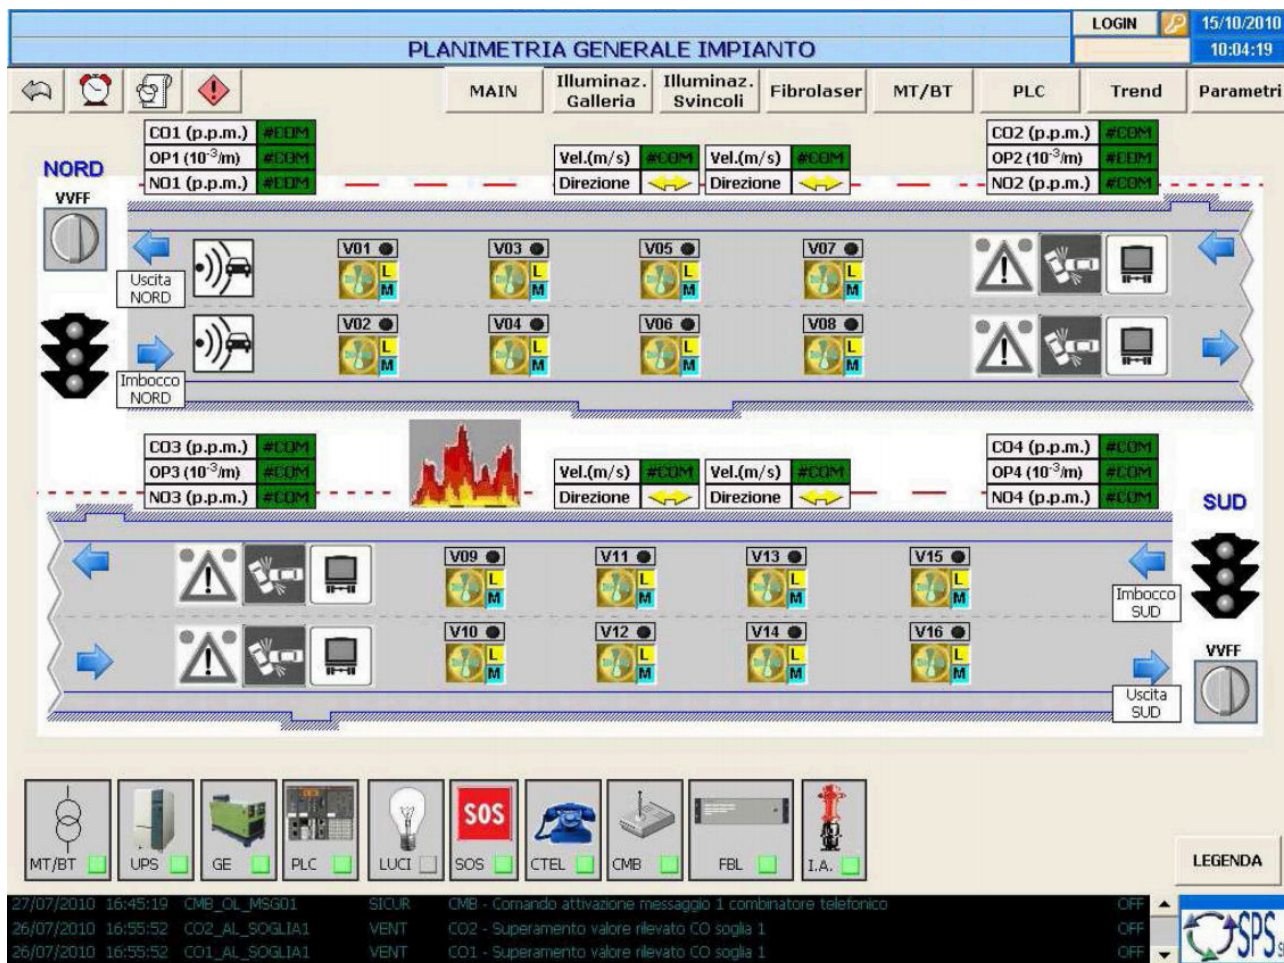 LOGIN
15/10/2010
PLANIMETRIA GENERALE IMPIANTO
10:04:19
MAIN
Illuminaz.
Galleria
Illuminaz.
Svincoli
Fibrolaser
MT/BT
PLC
Trend
Parametri
CO1 (p.p.m.) #COM
OP1 (10⁻³/m) #COM
NO1 (p.p.m.) #COM
Vel.(m/s) #COM
Direzione
Vel.(m/s) #COM
Direzione
CO2 (p.p.m.) #COM
OP2 (10⁻³/m) #COM
NO2 (p.p.m.) #COM
NORD
VVFF
Uscita
NORD
V01
L
M
V03
L
M
V05
L
M
V07
L
M
Imbocco
NORD
V02
L
M
V04
L
M
V06
L
M
V08
L
M
CO3 (p.p.m.) #COM
OP3 (10⁻³/m) #COM
NO3 (p.p.m.) #COM
Vel.(m/s) #COM
Direzione
Vel.(m/s) #COM
Direzione
CO4 (p.p.m.) #COM
OP4 (10⁻³/m) #COM
NO4 (p.p.m.) #COM
SUD
V09
L
M
V11
L
M
V13
L
M
V15
L
M
Imbocco
SUD
V10
L
M
V12
L
M
V14
L
M
V16
L
M
VVFF
Uscita
SUD
MT/BT
UPS
GE
PLC
LUCI
SOS
SOS
CTEL
CMB
FBL
I.A.
LEGENDA
27/07/2010 16:45:19 CMB_OL_MSG01 SICUR CMB - Comando attivazione messaggio 1 combinatore telefonico OFF
26/07/2010 16:55:52 CO2_AL_SOGLIA1 VENT CO2 - Superamento valore rilevato CO soglia 1 OFF
26/07/2010 16:55:52 CO1_AL_SOGLIA1 VENT CO1 - Superamento valore rilevato CO soglia 1 OFF
SPS